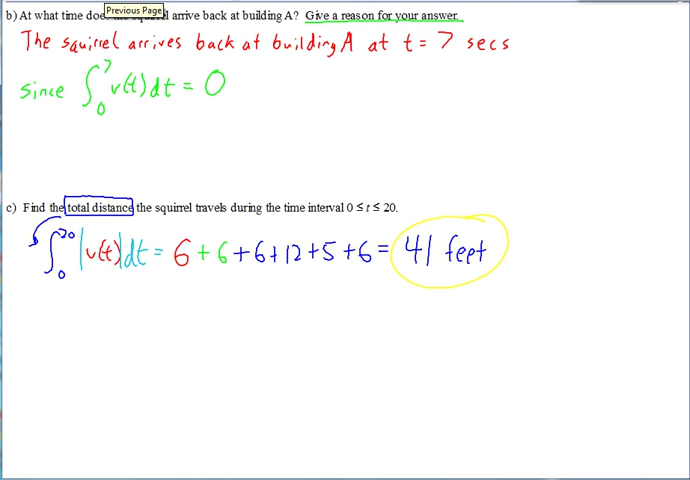 Previous Page
b) At what time doe squirrel arrive back at building A? Give a reason for your answer.
The squirrel arrives back at building A at t = 7 secs
since ∫₀⁷ v(t)dt = 0
c) Find the total distance the squirrel travels during the time interval 0 ≤ t ≤ 20.
∫₀²⁰ |v(t)|dt = 6 + 6 + 6 + 12 + 5 + 6 = 41 feet